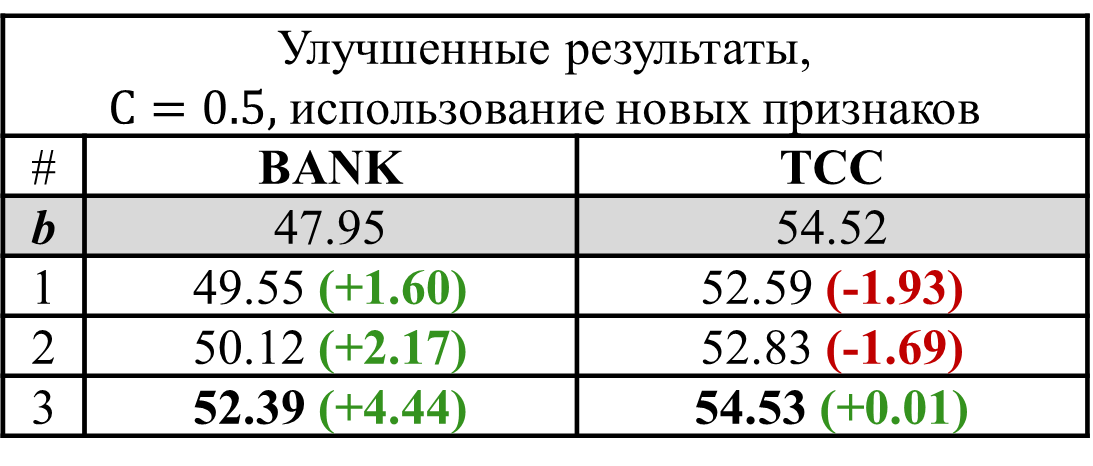 Улучшенные результаты,
C = 0.5, использование новых признаков
# BANK TCC
b 47.95 54.52
1 49.55 (+1.60) 52.59 (-1.93)
2 50.12 (+2.17) 52.83 (-1.69)
3 52.39 (+4.44) 54.53 (+0.01)